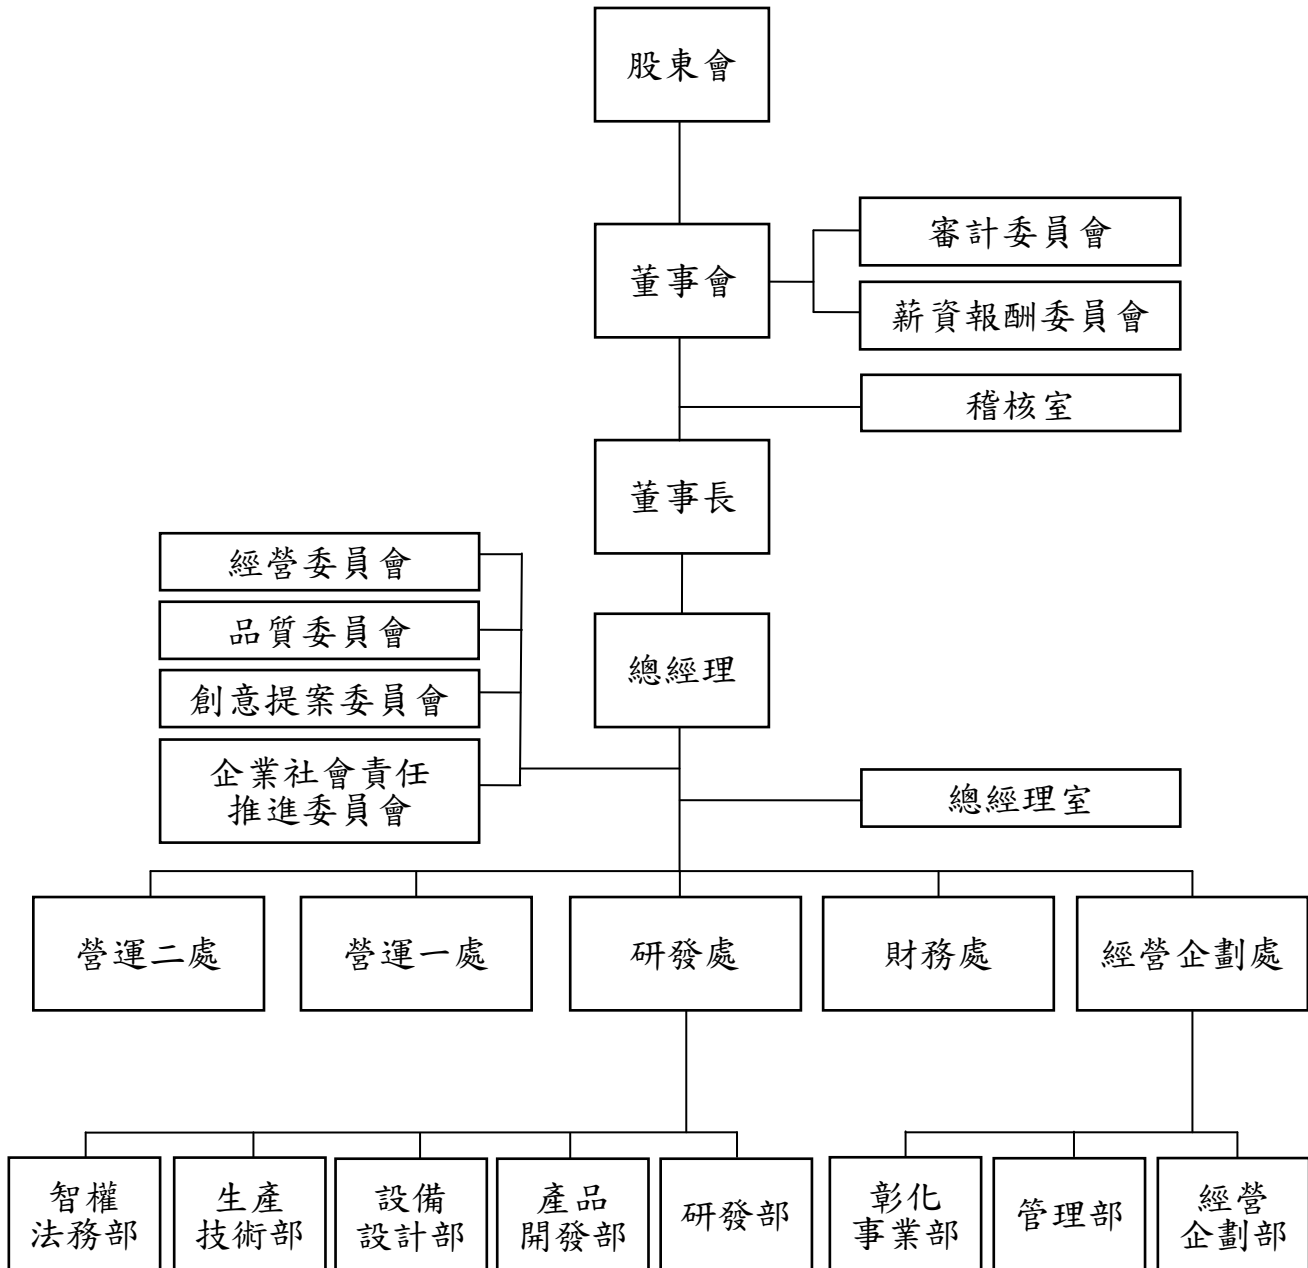 股東會
董事會
審計委員會
薪資報酬委員會
稽核室
董事長
經營委員會
品質委員會
創意提案委員會
企業社會責任
推進委員會
總經理
總經理室
營運二處
營運一處
研發處
財務處
經營企劃處
智權
法務部
生產
技術部
設備
設計部
產品
開發部
研發部
彰化
事業部
管理部
經營
企劃部